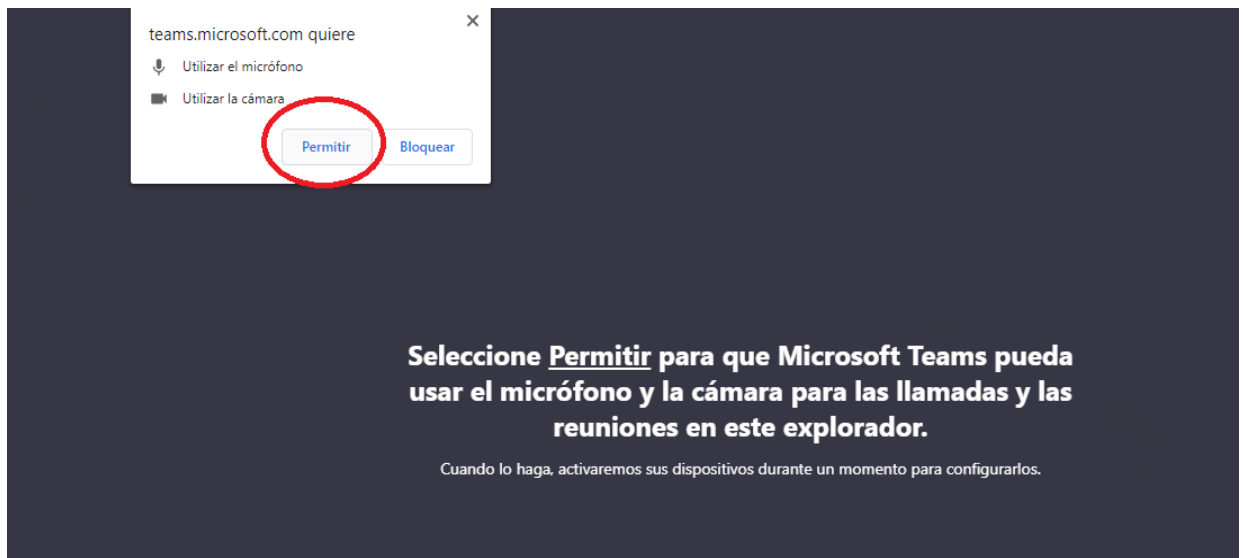 teams.microsoft.com quiere
Utilizar el micrófono
Utilizar la cámara
Permitir
Bloquear
Seleccione Permitir para que Microsoft Teams pueda
usar el micrófono y la cámara para las llamadas y las
reuniones en este explorador.
Cuando lo haga, activaremos sus dispositivos durante un momento para configurarlos.